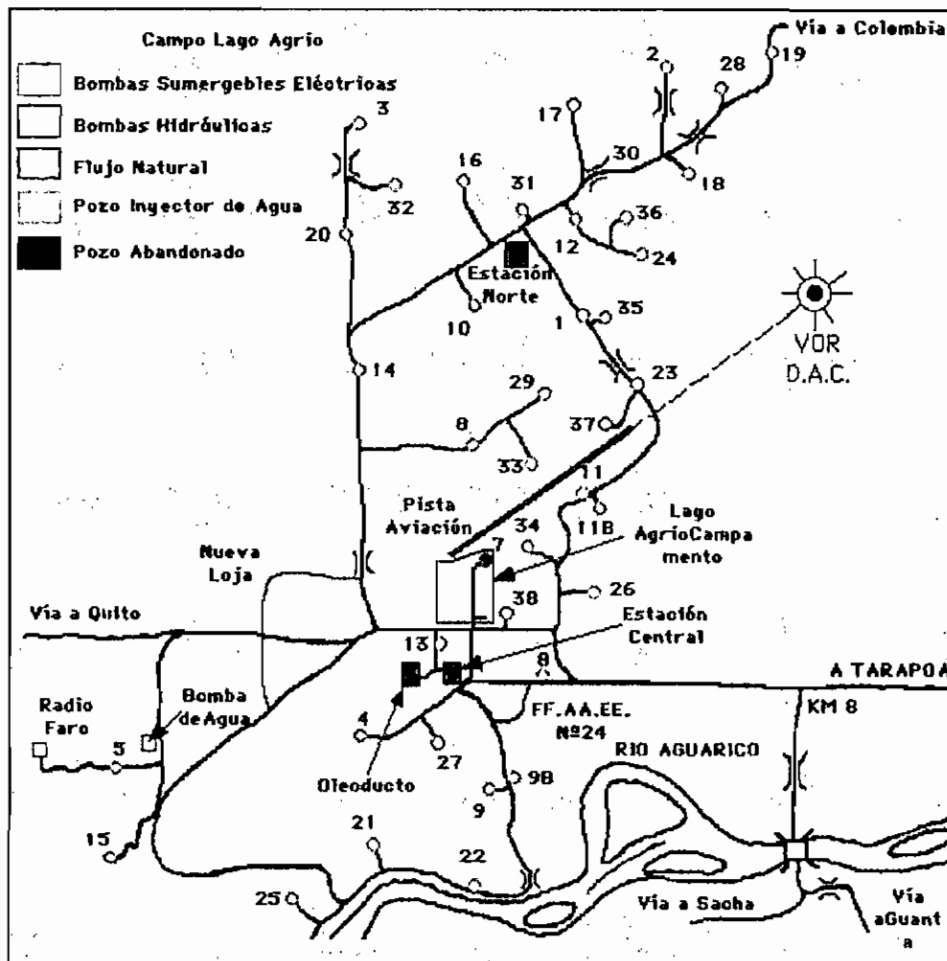 Campo Lago Agrio
Bombas Sumergibles Eléctricas
Bombas Hidráulicas
Flujo Natural
Pozo Inyector de Agua
Pozo Abandonado
Vía a Colombia
19
2
28
3
17
30
18
16
31
32
36
20
12
24
Estación
Norte
10
1
35
VOR
D.A.C.
14
23
29
8
37
33
11
Pista
Aviación
Lago
AgrioCampa
mento
11B
34
7
Nueva
Loja
26
38
Estación
Central
Vía a Quito
13
8
A TARAPOA
Radio
Faro
Bomba
deAgua
KM 8
FF.AA.EE.
Nº24
4
RIO AGUARICO
5
27
Oleoducto
9B
9
15
21
22
25
Vía a Sacha
Vía
aGuant
a